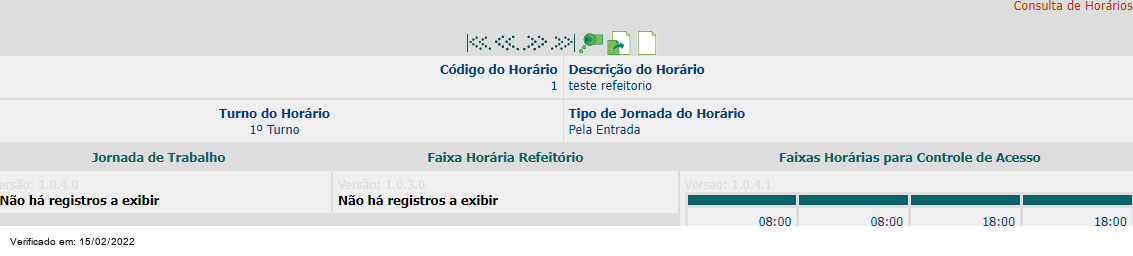 Consulta de Horários
Código do Horário
1
Descrição do Horário
teste refeitorio
Turno do Horário
1º Turno
Tipo de Jornada do Horário
Pela Entrada
Jornada de Trabalho
Faixa Horária Refeitório
Faixas Horárias para Controle de Acesso
ersão: 1.0.4.0
Não há registros a exibir
Versão: 1.0.3.0
Não há registros a exibir
Versao: 1.0.4.1
08:00 08:00 18:00 18:00
Verificado em: 15/02/2022